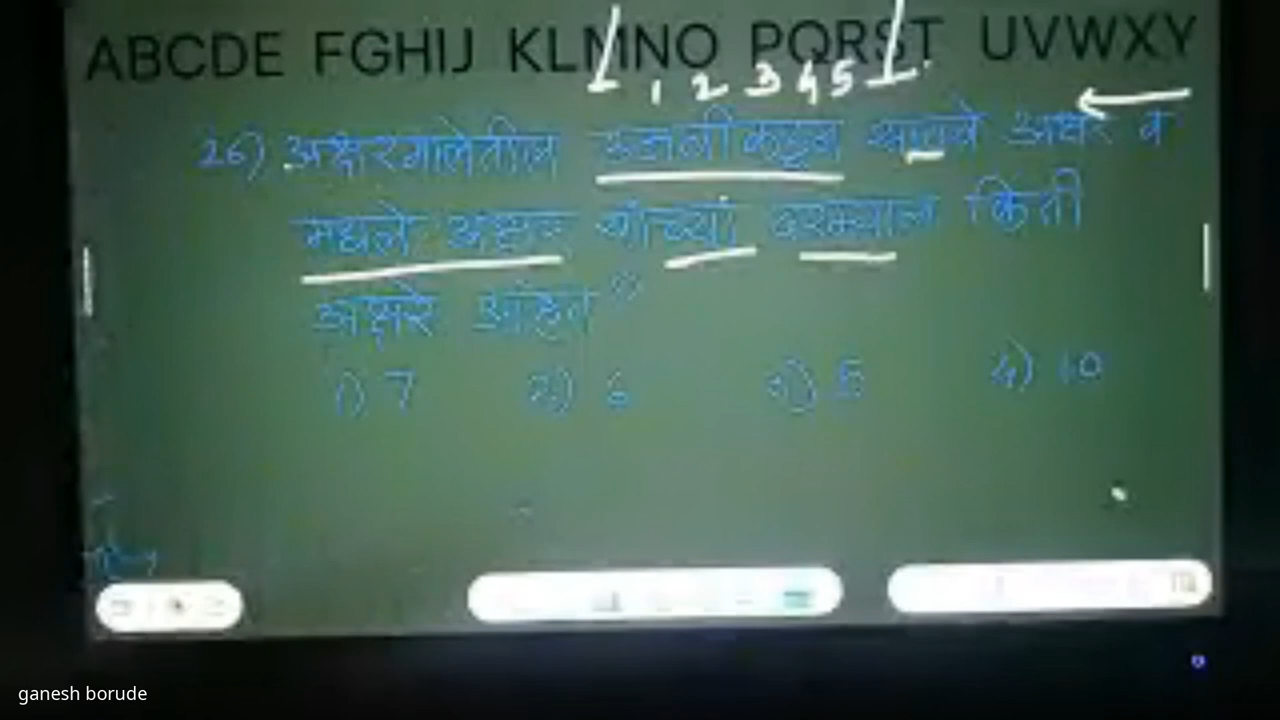 ABCDE FGHIJ KLMNO PQRST UVWXY
1 2 3 4 5
26) अक्षरमालेतील उजवीकडून सातवे अक्षर व
मधले अक्षर यांच्या दरम्यान किती
अक्षरे आहेत?
1) 7 2) 6 3) 5 4) 10
ganesh borude